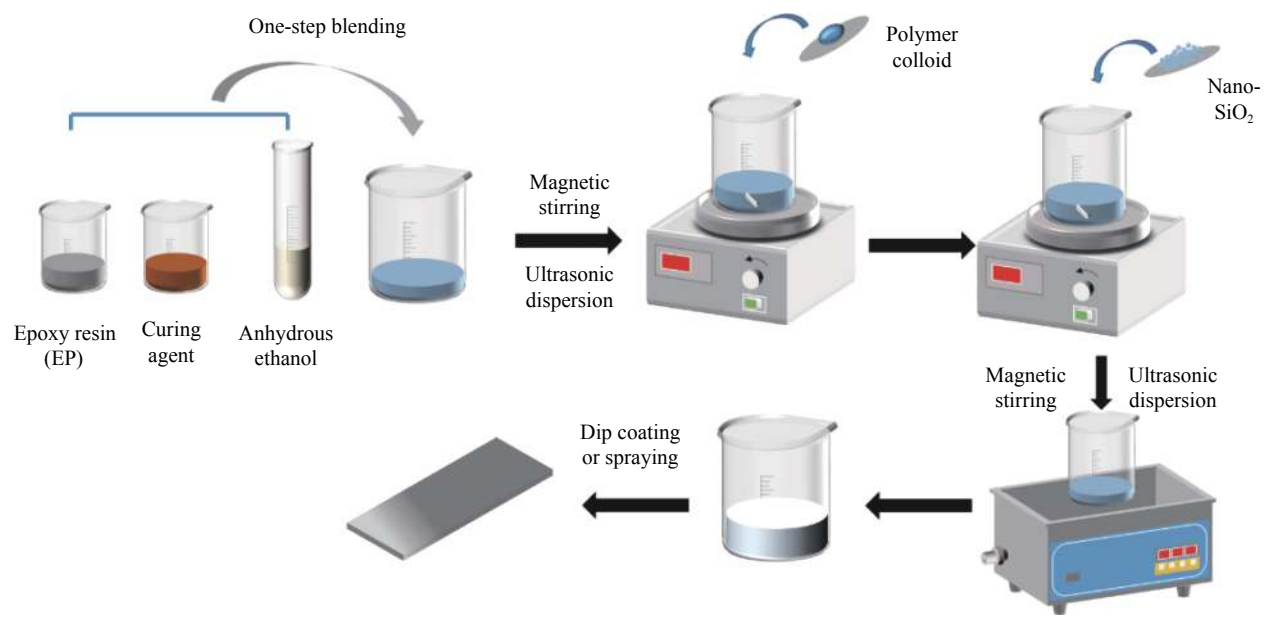 One-step blending
Polymer
colloid
Nano-
SiO₂
Magnetic
stirring
Ultrasonic
dispersion
Epoxy resin
(EP)
Curing
agent
Anhydrous
ethanol
Magnetic
stirring
Ultrasonic
dispersion
Dip coating
or spraying